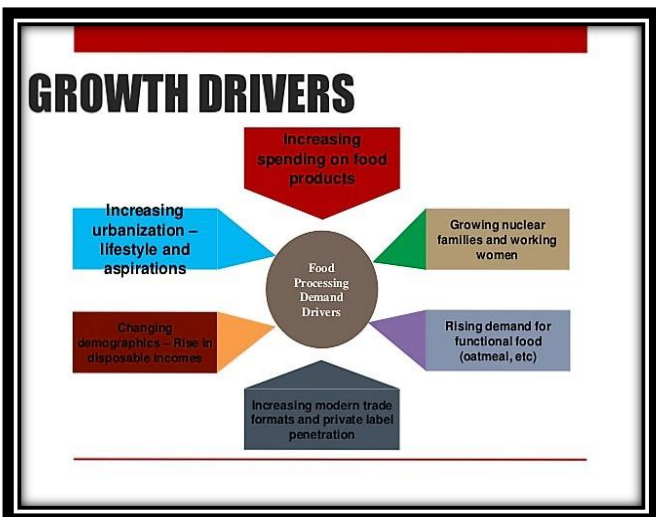 GROWTH DRIVERS
Increasing
spending on food
products
Increasing
urbanization –
lifestyle and
aspirations
Growing nuclear
families and working
women
Food
Processing
Demand
Drivers
Changing
demographics – Rise in
disposable incomes
Rising demand for
functional food
(oatmeal, etc)
Increasing modern trade
formats and private label
penetration